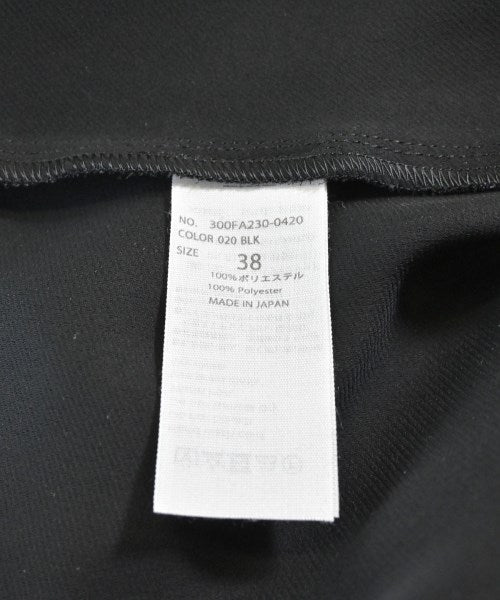 NO. 300FA230-0420
COLOR 020 BLK
SIZE 38
100%ポリエステル
100% Polyester
MADE IN JAPAN